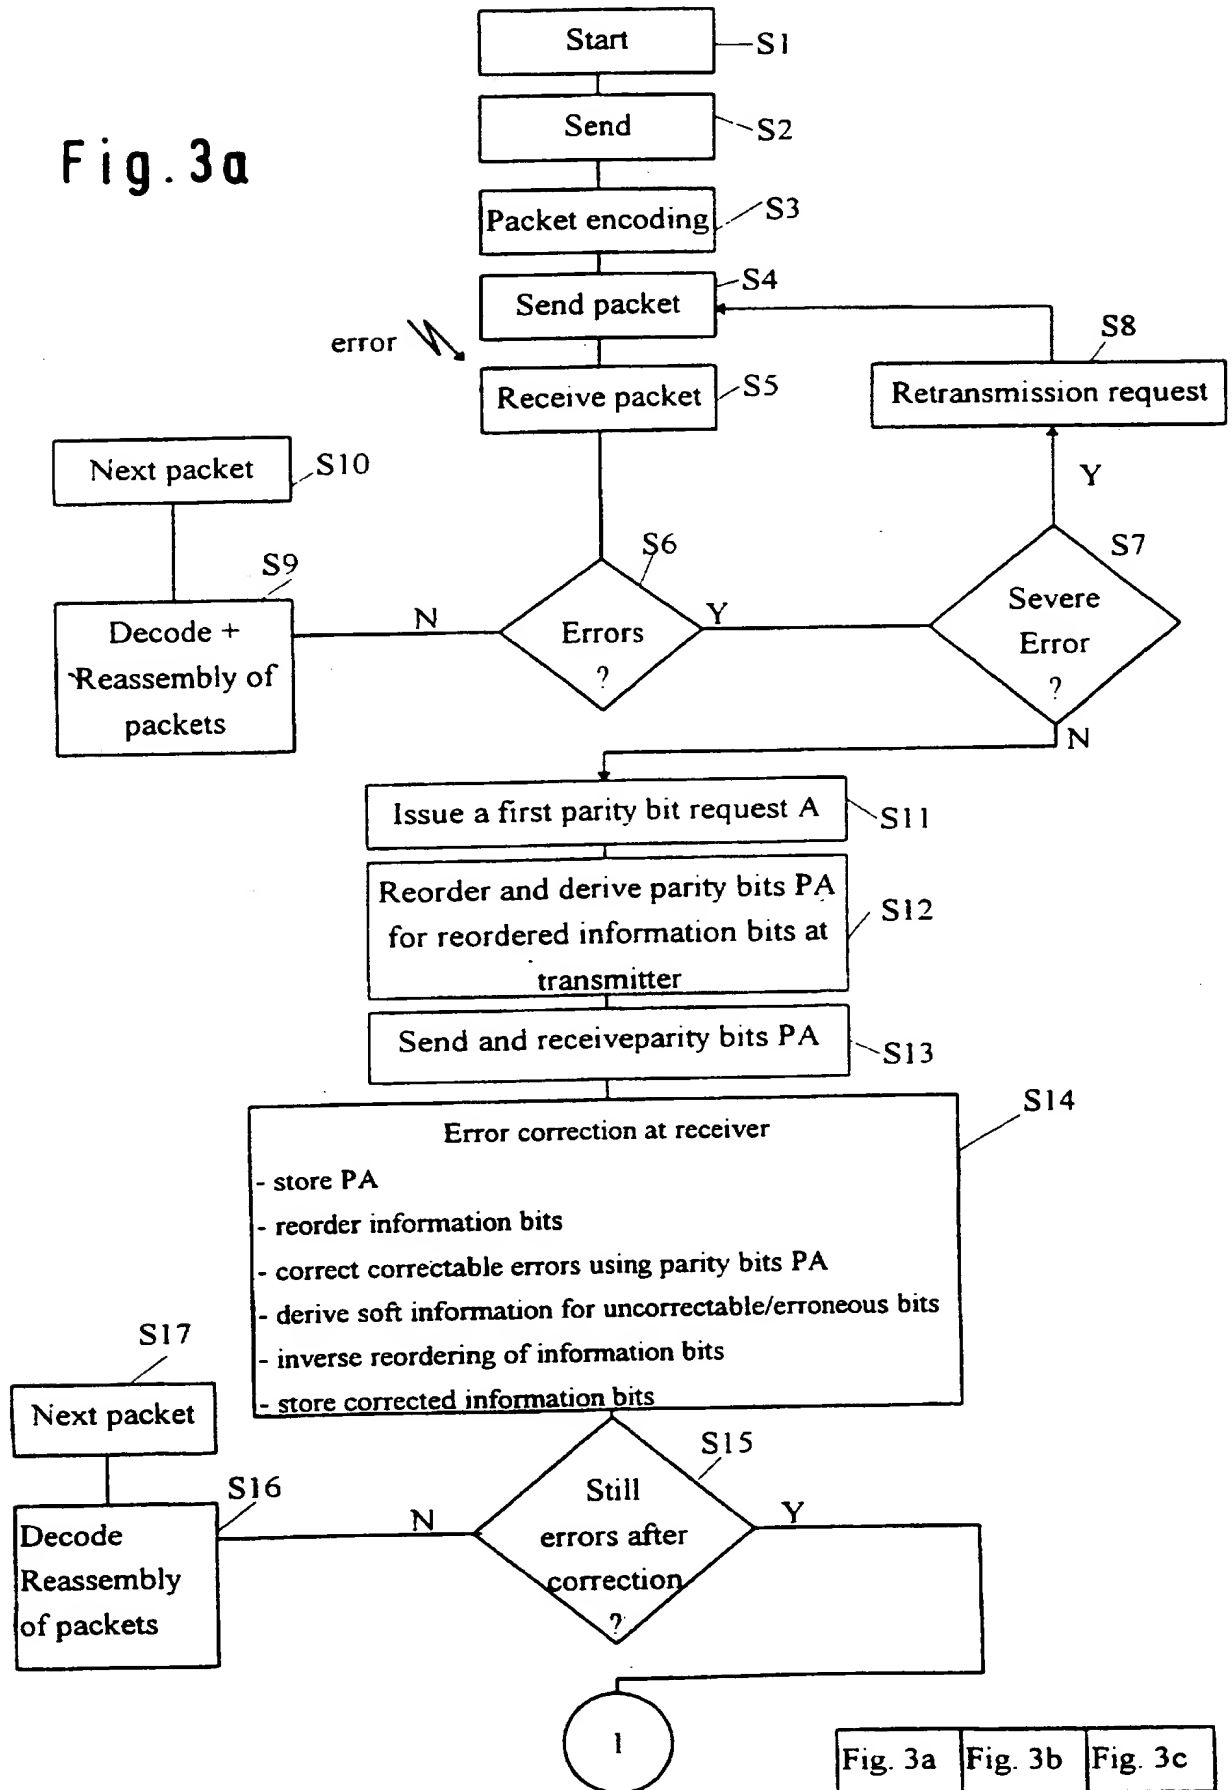 Fig. 3a
Start
S1
Send
S2
Packet encoding
S3
Send packet
S4
error
Receive packet
S5
S8
Retransmission request
Y
Next packet
S10
S9
Decode +
Reassembly of
packets
N
S6
Errors
?
Y
S7
Severe
Error
?
N
Issue a first parity bit request A
S11
Reorder and derive parity bits PA
for reordered information bits at
transmitter
S12
Send and receiveparity bits PA
S13
S14
Error correction at receiver
- store PA
- reorder information bits
- correct correctable errors using parity bits PA
- derive soft information for uncorrectable/erroneous bits
- inverse reordering of information bits
- store corrected information bits
S17
Next packet
S16
Decode
Reassembly
of packets
N
S15
Still
errors after
correction
?
Y
1
Fig. 3a
Fig. 3b
Fig. 3c